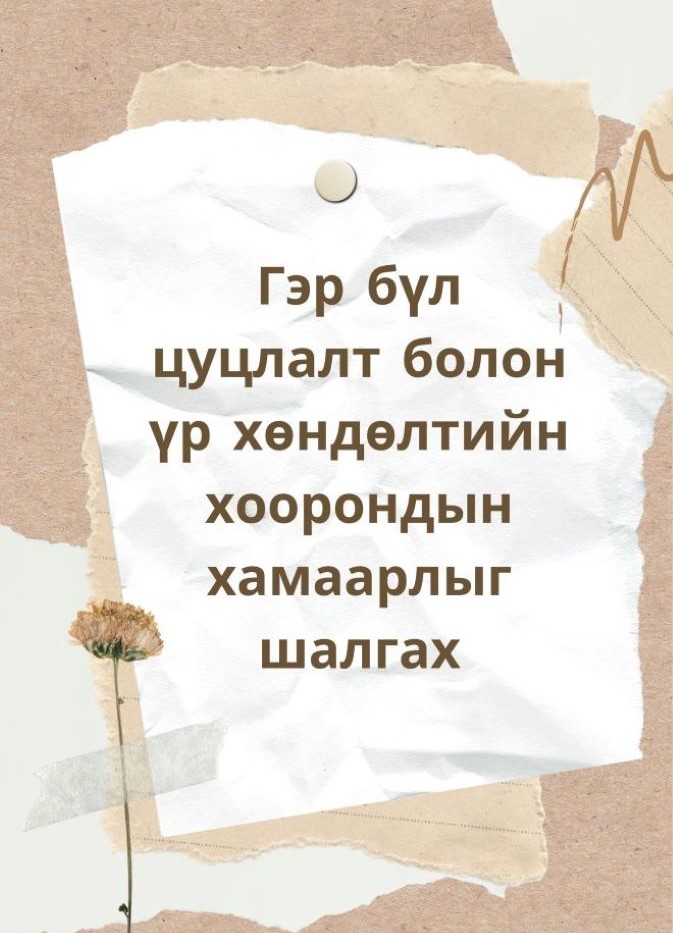 Гэр бүл
цуцлалт болон
үр хөндөлтийн
хоорондын
хамаарлыг
шалгах